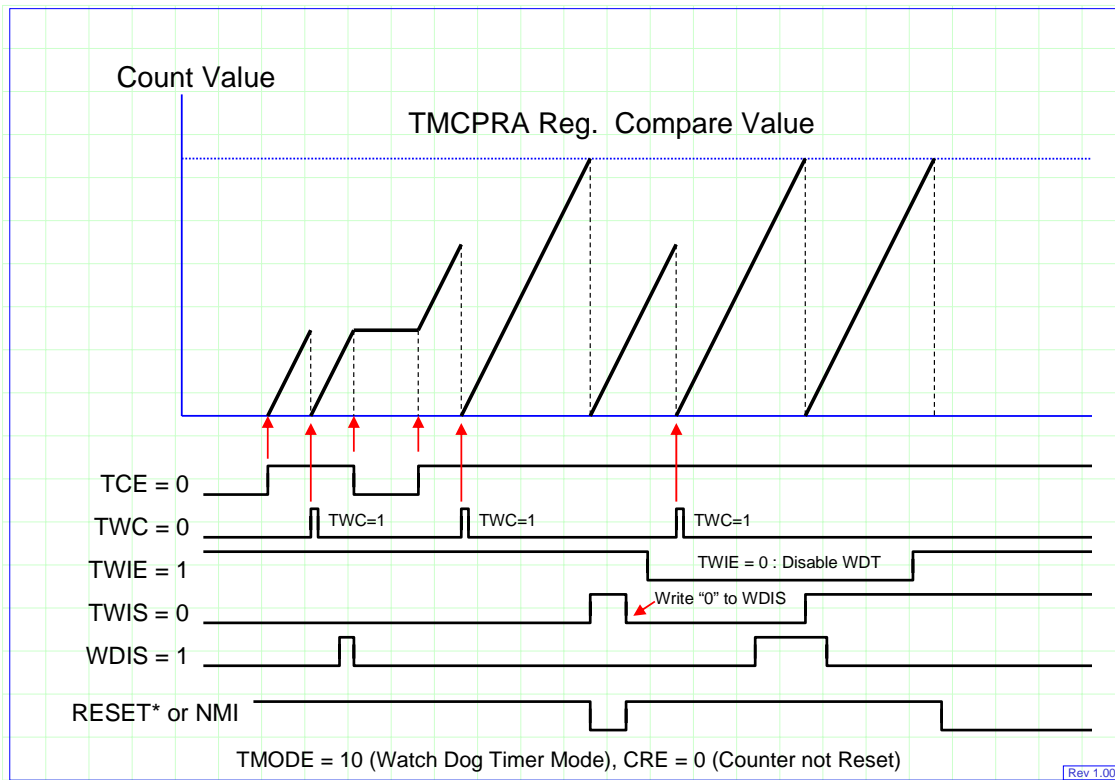 Count Value
TMCPRA Reg. Compare Value
TCE = 0
TWC = 0
TWC=1
TWC=1
TWC=1
TWIE = 1
TWIE = 0 : Disable WDT
TWIS = 0
Write “0” to WDIS
WDIS = 1
RESET* or NMI
TMODE = 10 (Watch Dog Timer Mode), CRE = 0 (Counter not Reset)
Rev 1.00